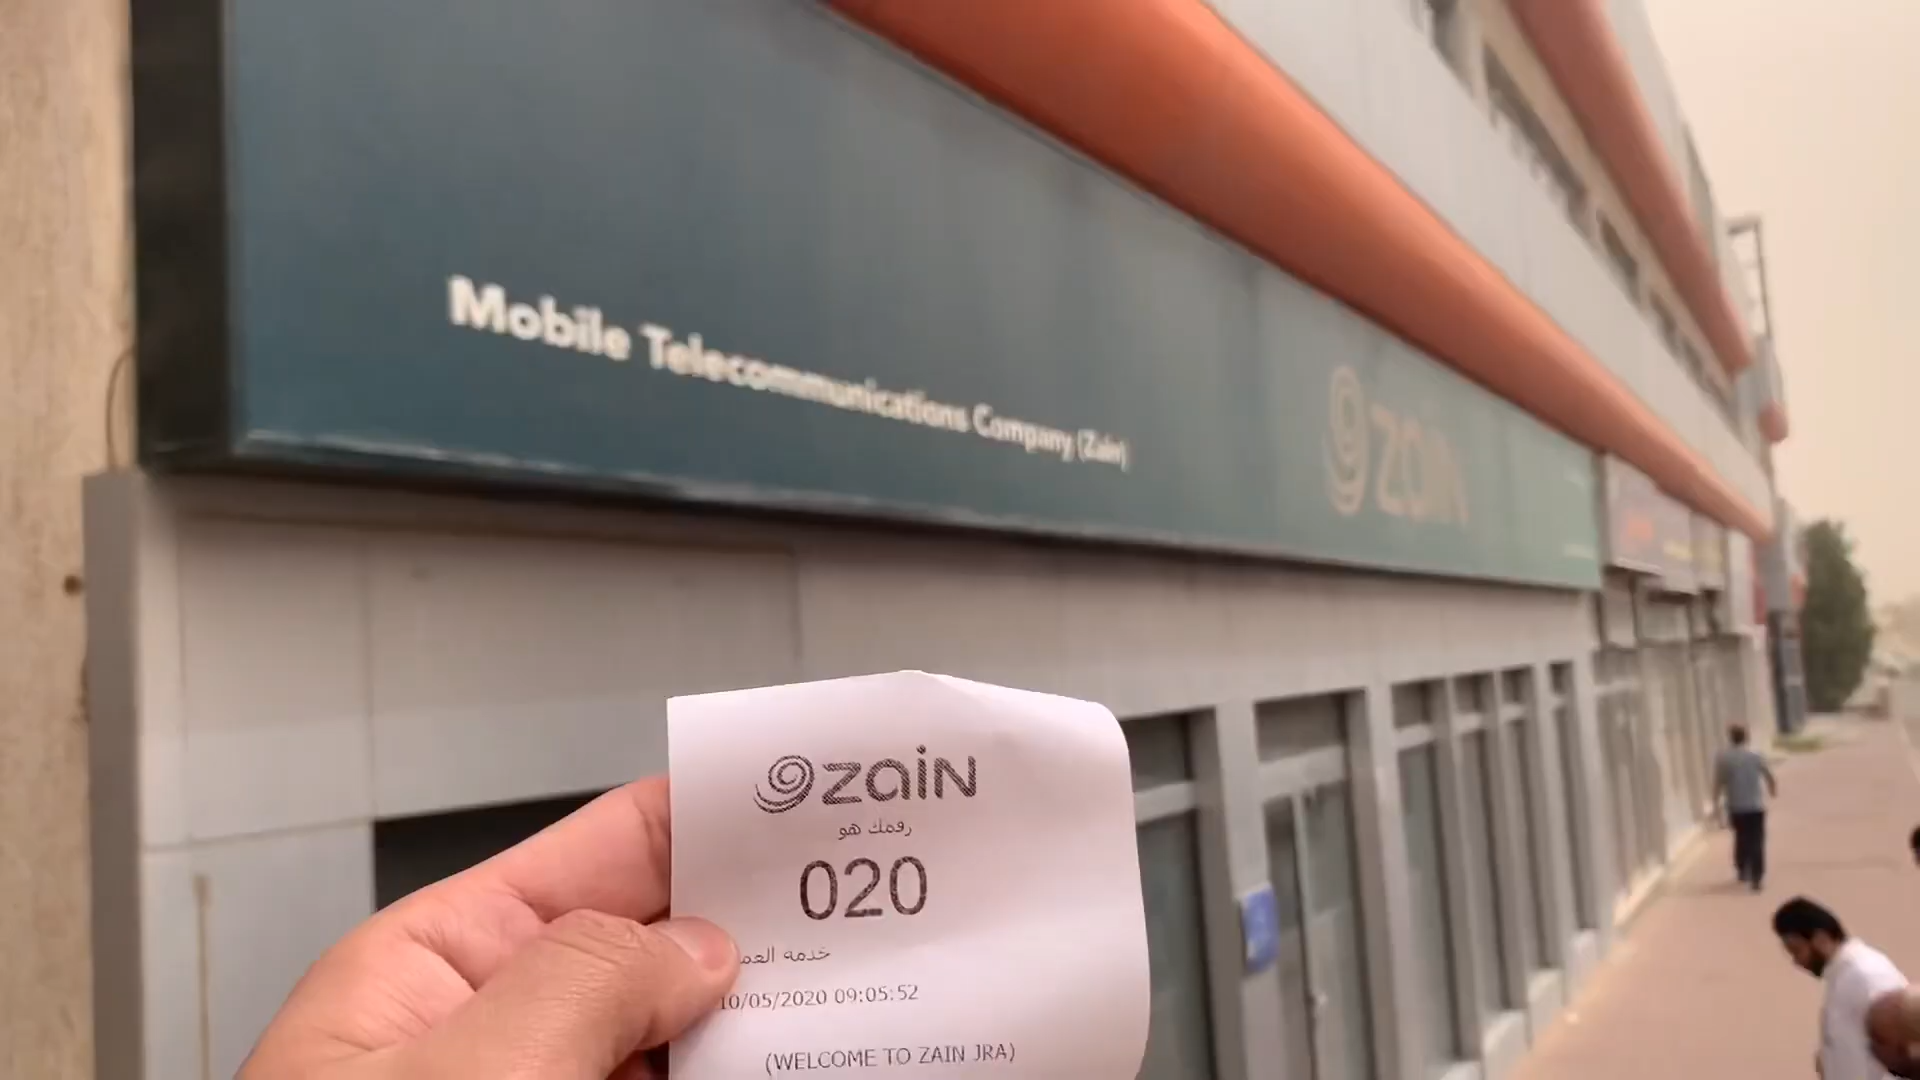 Mobile Telecommunications Company (Zain)
zain
zain
رقمك هو
020
خدمه
10/05/2020 09:05:52
(WELCOME TO ZAIN JRA)